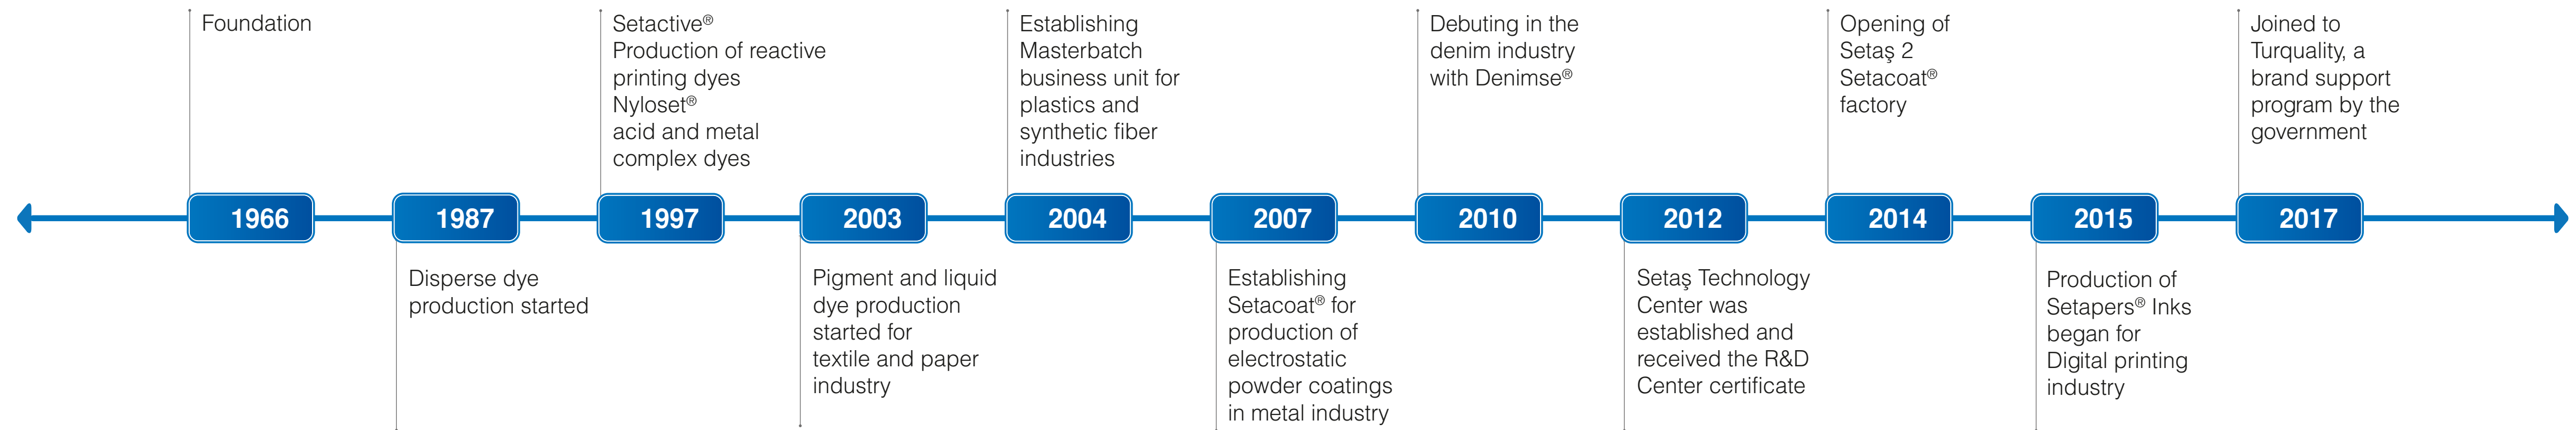 Foundation
1966
1987
Disperse dye
production started
Setactive®
Production of reactive
printing dyes
Nyloset®
acid and metal
complex dyes
1997
2003
Pigment and liquid
dye production
started for
textile and paper
industry
Establishing
Masterbatch
business unit for
plastics and
synthetic fiber
industries
2004
2007
Establishing
Setacoat® for
production of
electrostatic
powder coatings
in metal industry
Debuting in the
denim industry
with Denimse®
2010
2012
Setaş Technology
Center was
established and
received the R&D
Center certificate
Opening of
Setaş 2
Setacoat®
factory
2014
2015
Production of
Setapers® Inks
began for
Digital printing
industry
Joined to
Turquality, a
brand support
program by the
government
2017